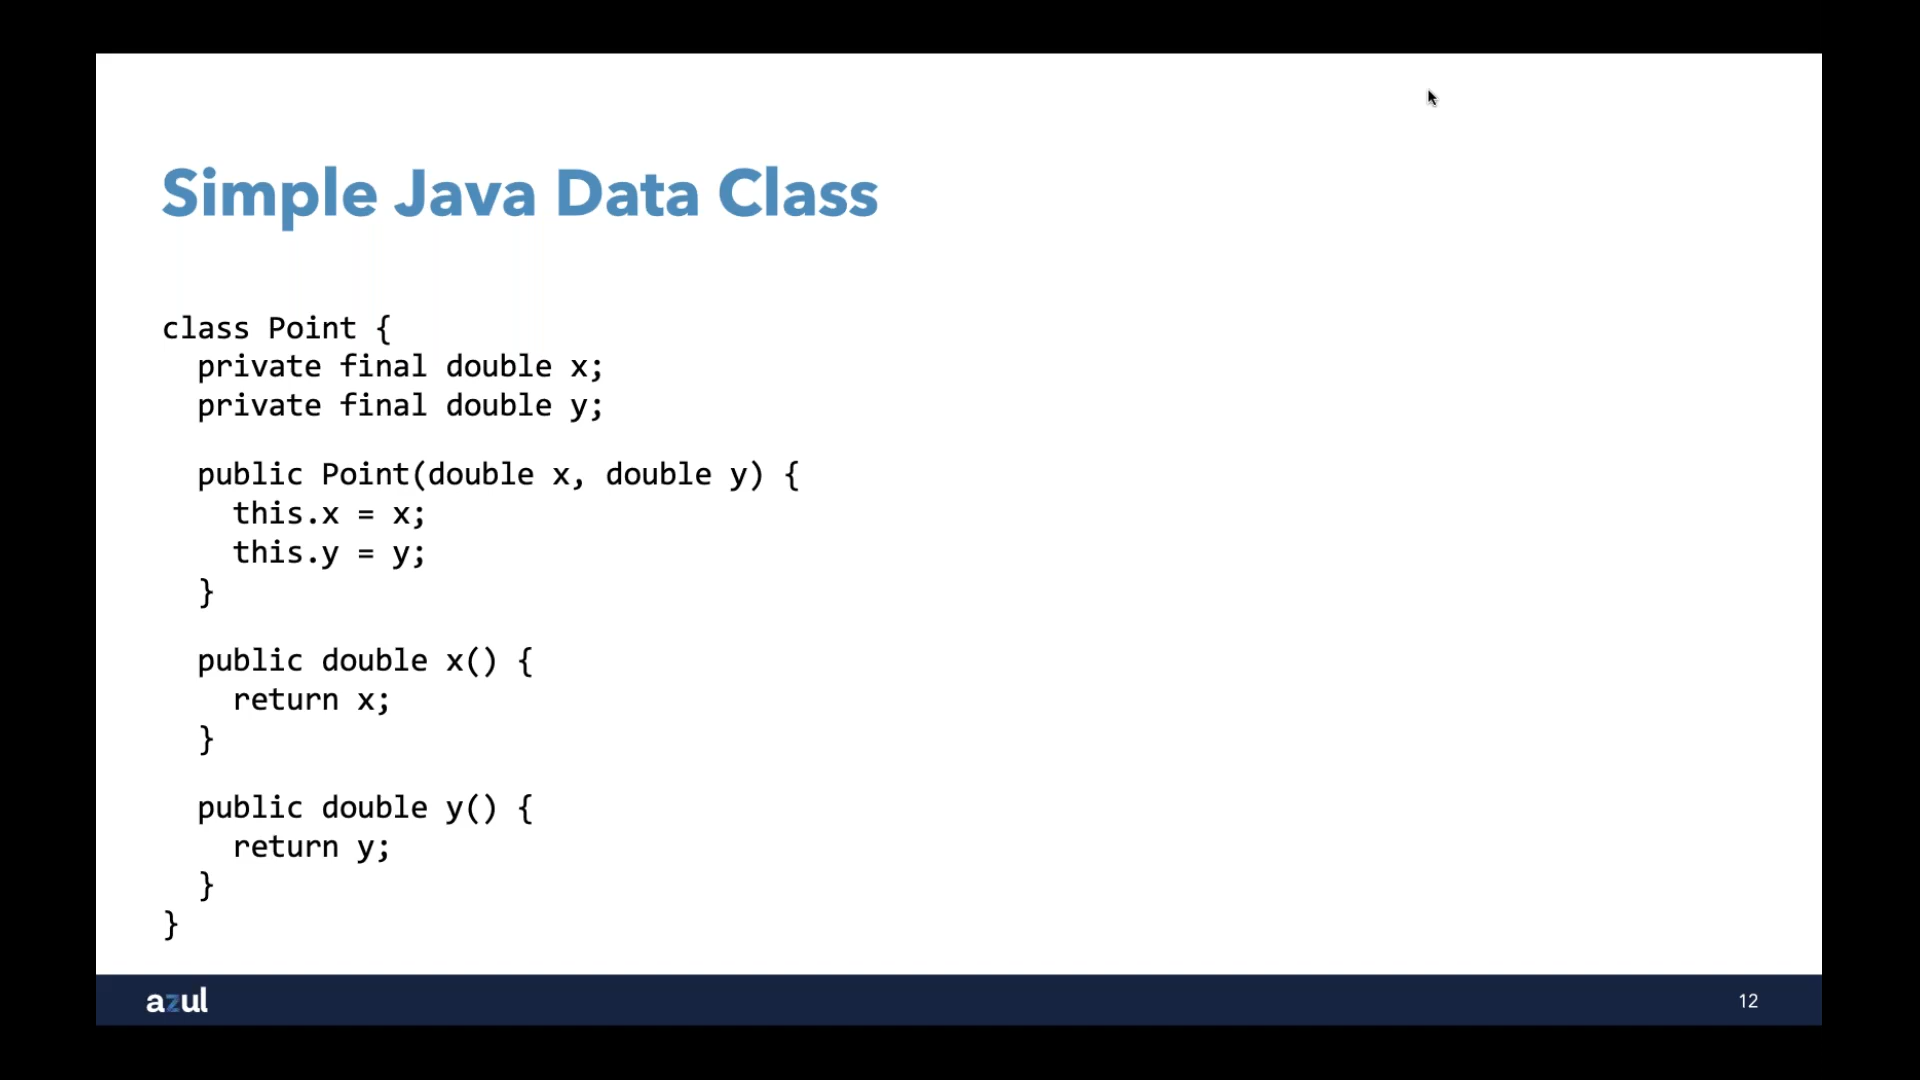 Simple Java Data Class
class Point {
  private final double x;
  private final double y;
  public Point(double x, double y) {
    this.x = x;
    this.y = y;
  }
  public double x() {
    return x;
  }
  public double y() {
    return y;
  }
}
azul
12